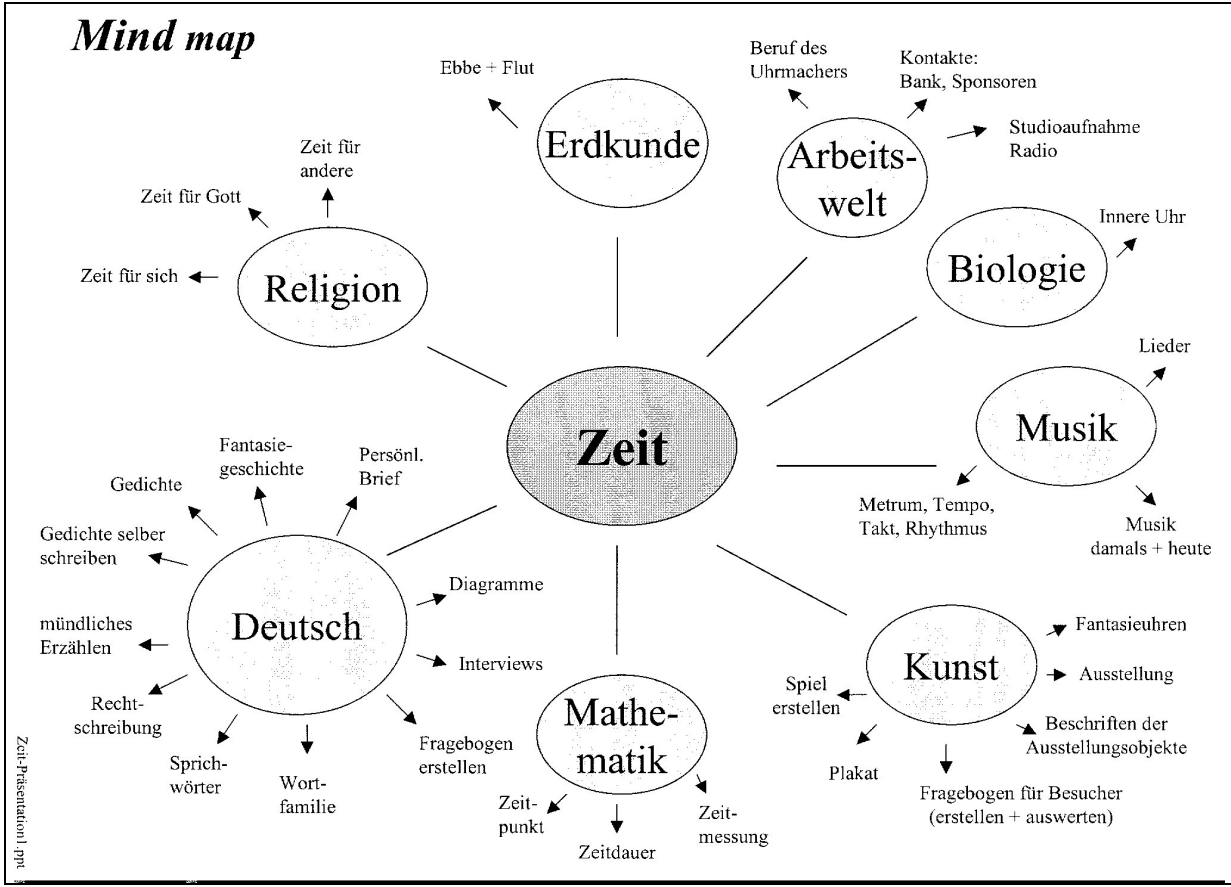 Mind map
Ebbe + Flut
Erdkunde
Beruf des
Uhrmachers
Kontakte:
Bank, Sponsoren
Studioaufnahme
Radio
Arbeits-
welt
Zeit für
andere
Zeit für Gott
Zeit für sich
Religion
Innere Uhr
Biologie
Lieder
Musik
Metrum, Tempo,
Takt, Rhythmus
Musik
damals + heute
Zeit
Fantasie-
geschichte
Persönl.
Brief
Gedichte
Gedichte selber
schreiben
mündliches
Erzählen
Recht-
schreibung
Sprich-
wörter
Wort-
familie
Deutsch
Diagramme
Interviews
Fragebogen
erstellen
Mathe-
matik
Zeit-
punkt
Zeitdauer
Zeit-
messung
Kunst
Fantasieuhren
Ausstellung
Beschriften der
Ausstellungsobjekte
Spiel
erstellen
Plakat
Fragebogen für Besucher
(erstellen + auswerten)
Zeit-Präsentation1.ppt